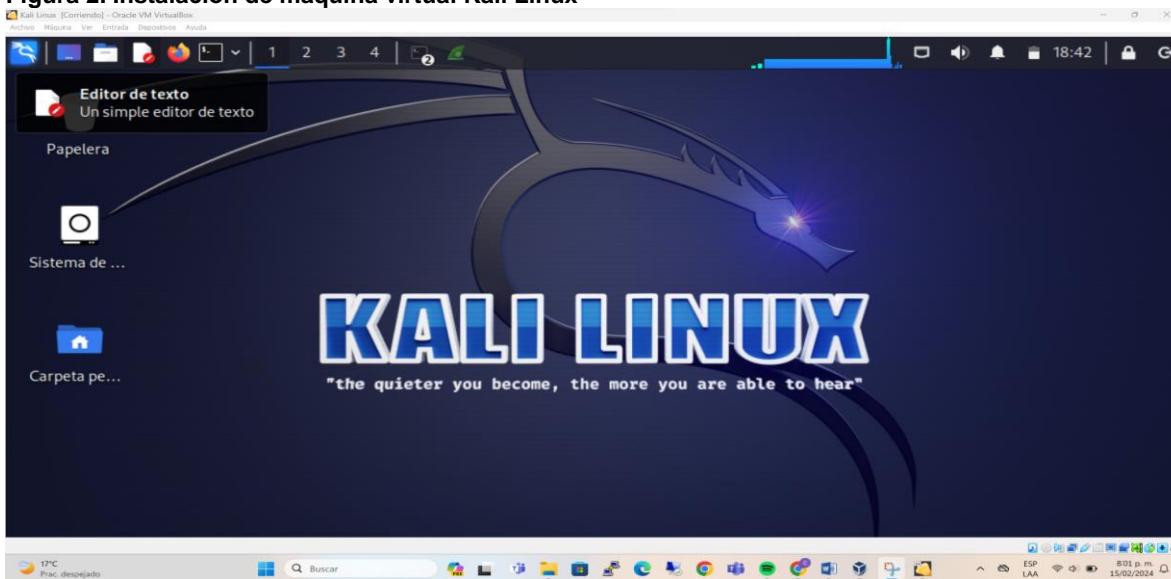 Figura 2. Instalación de máquina virtual Kali Linux
Kali Linux [Corriendo] - Oracle VM VirtualBox
Archivo Máquina Ver Entrada Dispositivos Ayuda
1 2 3 4
2
18:42
Editor de texto
Un simple editor de texto
Papelera
Sistema de ...
Carpeta pe...
KALI LINUX
"the quieter you become, the more you are able to hear"
17°C
Prac. despejado
Buscar
ESP
LAA
8:01 p. m.
15/02/2024